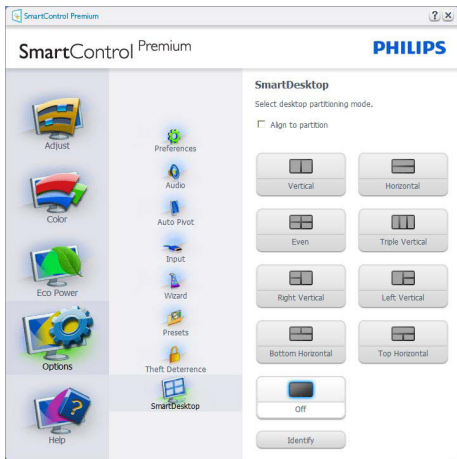 SmartControl Premium
SmartControl Premium
PHILIPS
Adjust
Color
Eco Power
Options
Help
Preferences
Audio
Auto Pivot
Input
Wizard
Presets
Theft Deterrence
SmartDesktop
SmartDesktop
Select desktop partitioning mode.
Align to partition
Vertical
Horizontal
Even
Triple Vertical
Right Vertical
Left Vertical
Bottom Horizontal
Top Horizontal
Off
Identify